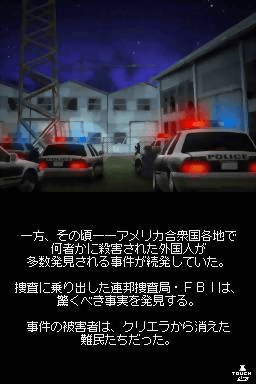 POLICE
POLICE
一方、その頃――アメリカ合衆国各地で
何者かに殺害された外国人が
多数発見される事件が続発していた。
捜査に乗り出した連邦捜査局・ＦＢＩは、
驚くべき事実を発見する。
事件の被害者は、クリエラから消えた
難民たちだった。
TOUCH